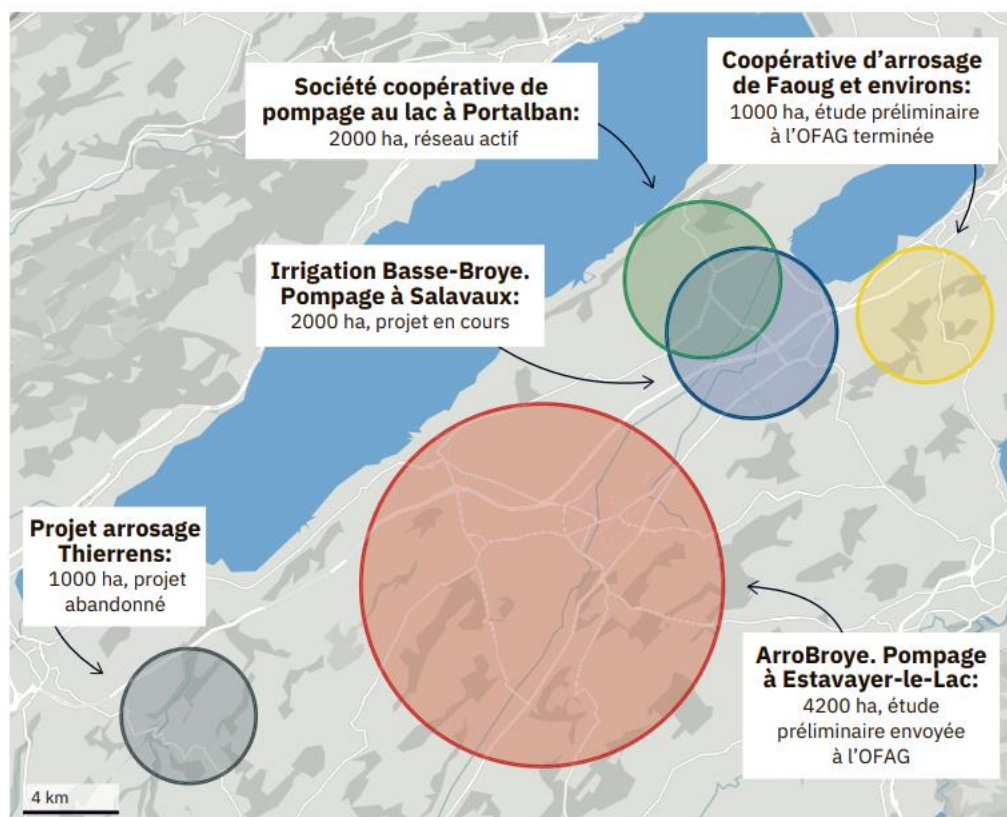 Société coopérative de
pompage au lac à Portalban:
2000 ha, réseau actif
Coopérative d’arrosage
de Faoug et environs:
1000 ha, étude préliminaire
à l’OFAG terminée
Irrigation Basse-Broye.
Pompage à Salavaux:
2000 ha, projet en cours
Projet arrosage
Thierrens:
1000 ha, projet
abandonné
ArroBroye. Pompage
à Estavayer-le-Lac:
4200 ha, étude
préliminaire envoyée
à l’OFAG
4 km